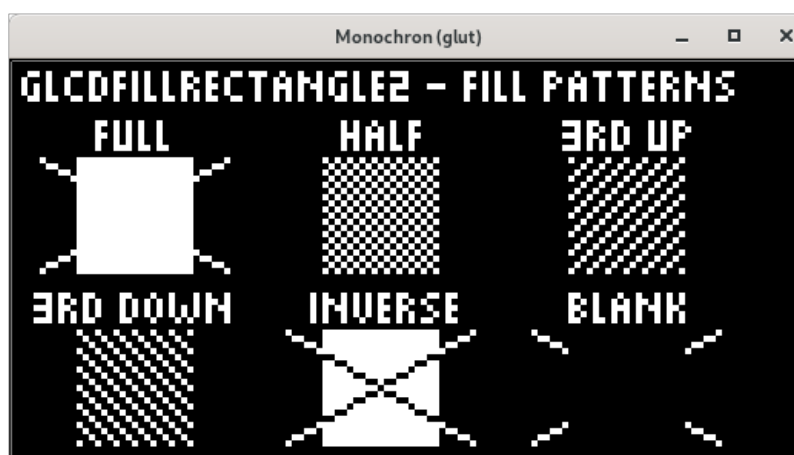 Monochron (glut)
GLCDFILLRECTANGLE2 - FILL PATTERNS
FULL HALF 3RD UP
3RD DOWN INVERSE BLANK